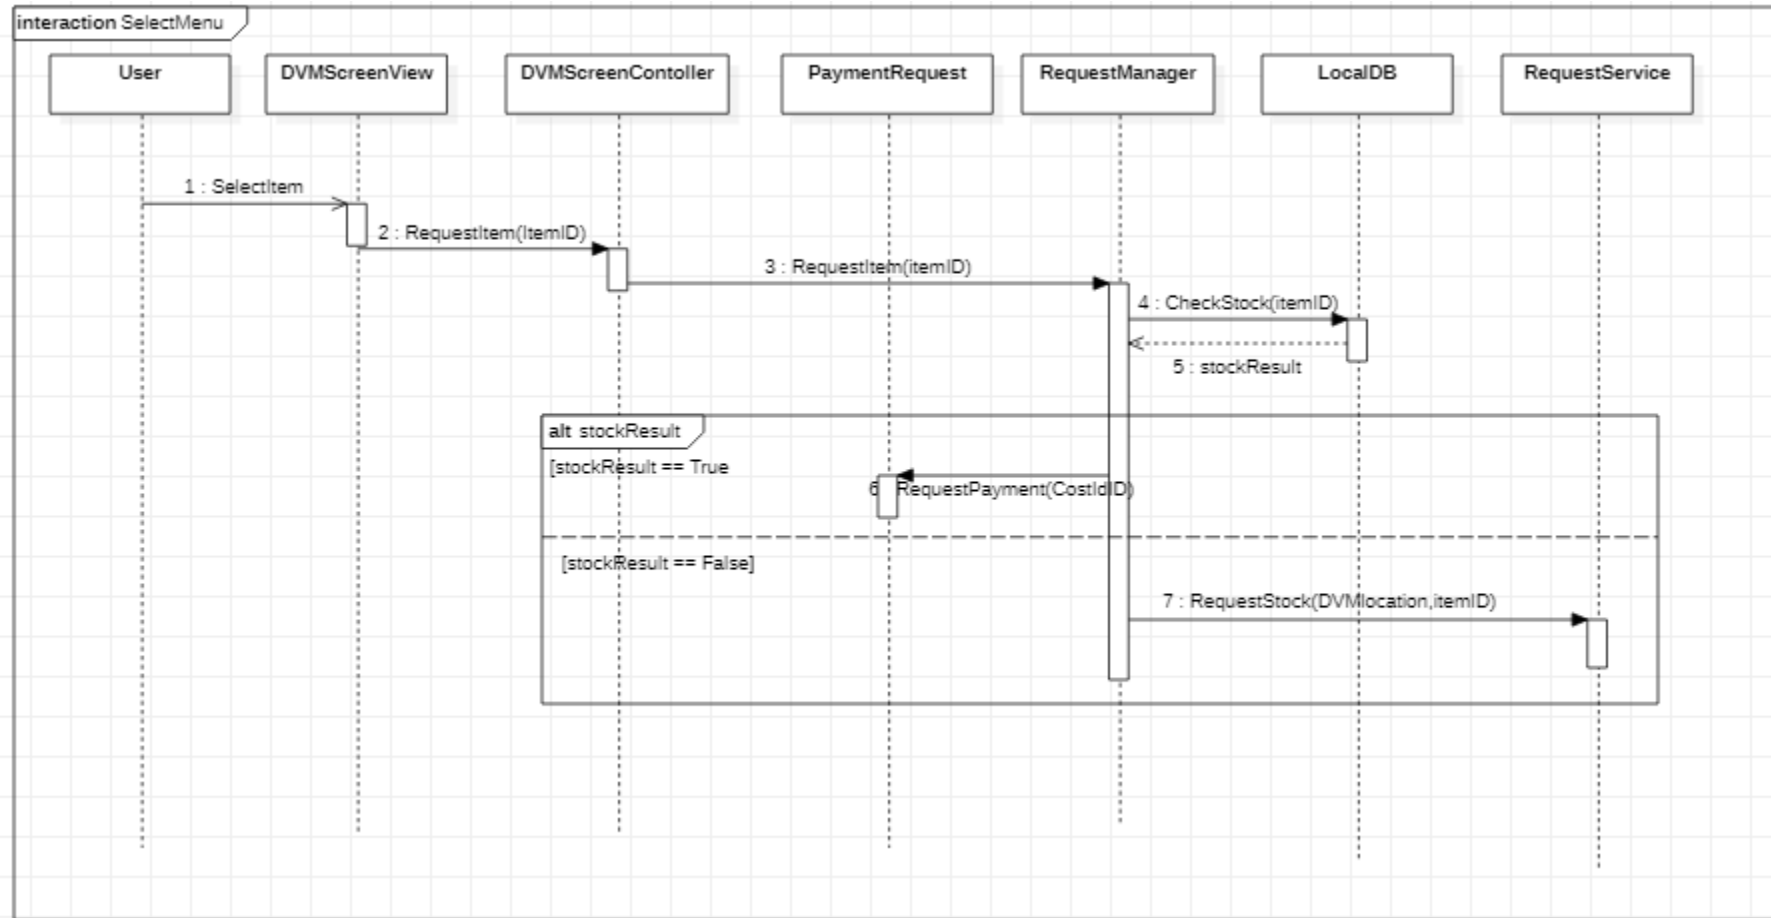 interaction SelectMenu
User
DVMScreenView
DVMScreenContoller
PaymentRequest
RequestManager
LocalDB
RequestService
1 : SelectItem
2 : RequestItem(ItemID)
3 : RequestItem(itemID)
4 : CheckStock(itemID)
5 : stockResult
alt stockResult
[stockResult == True
6 RequestPayment(CostIdID)
[stockResult == False]
7 : RequestStock(DVMlocation,itemID)